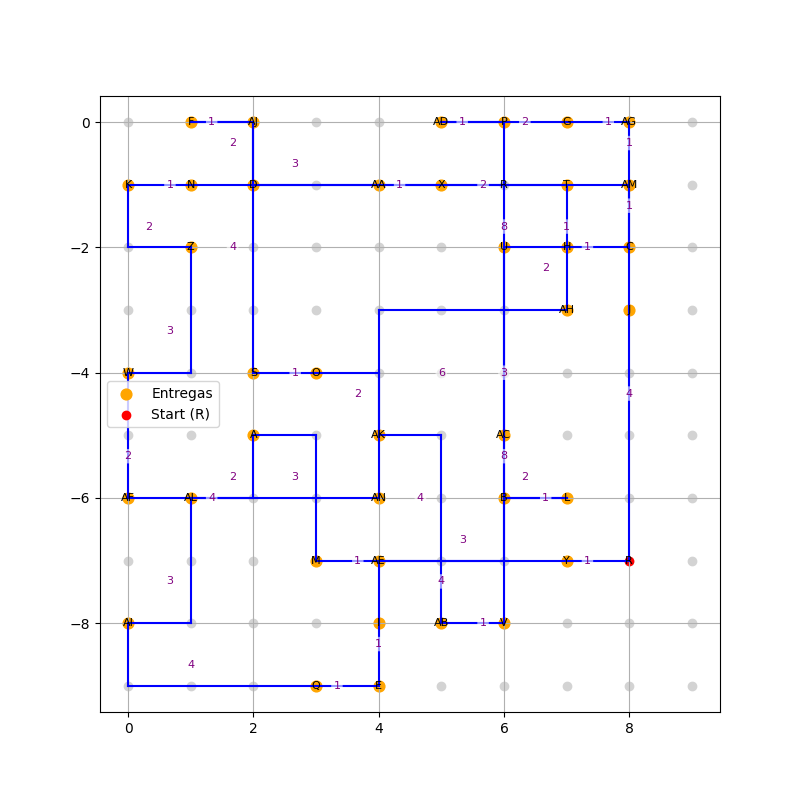 0 F 1 AJ AD 1 P 2 G 1 AG
2 1
3
K 1 N D AA 1 X 2 R T AM
1
2 8 1
−2 Z 4 U H 1 C
2
3 AH
−4 W S 1 O 6 3
2 4
Entregas
Start (R)
A AK AC
2 8
2 3 4 2
−6 AF AL 4 AN B 1 L
3
M 1 AE Y 1 R
3 4
−8 AI AB 1 V
1
4
Q 1 E
0 2 4 6 8